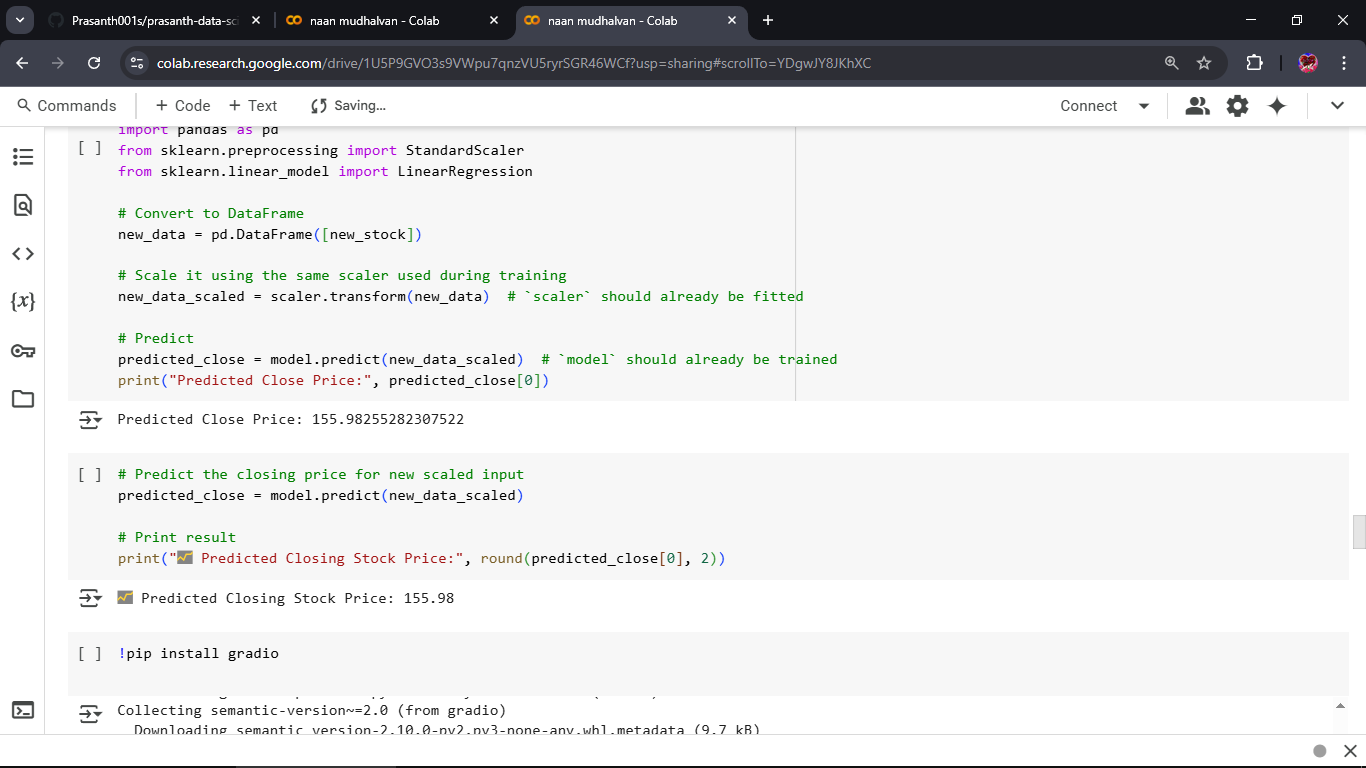 Prasanth001s/prasanth-data-sci
naan mudhalvan - Colab
naan mudhalvan - Colab
colab.research.google.com/drive/1U5P9GVO3s9VWpu7qnzVU5ryrSGR46WCf?usp=sharing#scrollTo=YDgwJY8JKhXC
Commands + Code + Text Saving... Connect
import pandas as pd
[ ] from sklearn.preprocessing import StandardScaler
from sklearn.linear_model import LinearRegression
# Convert to DataFrame
new_data = pd.DataFrame([new_stock])
# Scale it using the same scaler used during training
new_data_scaled = scaler.transform(new_data)  # `scaler` should already be fitted
# Predict
predicted_close = model.predict(new_data_scaled)  # `model` should already be trained
print("Predicted Close Price:", predicted_close[0])
Predicted Close Price: 155.98255282307522
[ ] # Predict the closing price for new scaled input
predicted_close = model.predict(new_data_scaled)
# Print result
print("📈 Predicted Closing Stock Price:", round(predicted_close[0], 2))
📈 Predicted Closing Stock Price: 155.98
[ ] !pip install gradio
Collecting semantic-version~=2.0 (from gradio)
Downloading semantic_version-2.10.0-py2.py3-none-any.whl.metadata (9.7 kB)